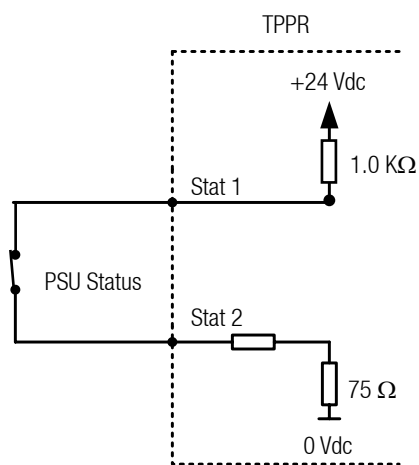 TPPR
+24 Vdc
1.0 KΩ
Stat 1
PSU Status
Stat 2
75 Ω
0 Vdc